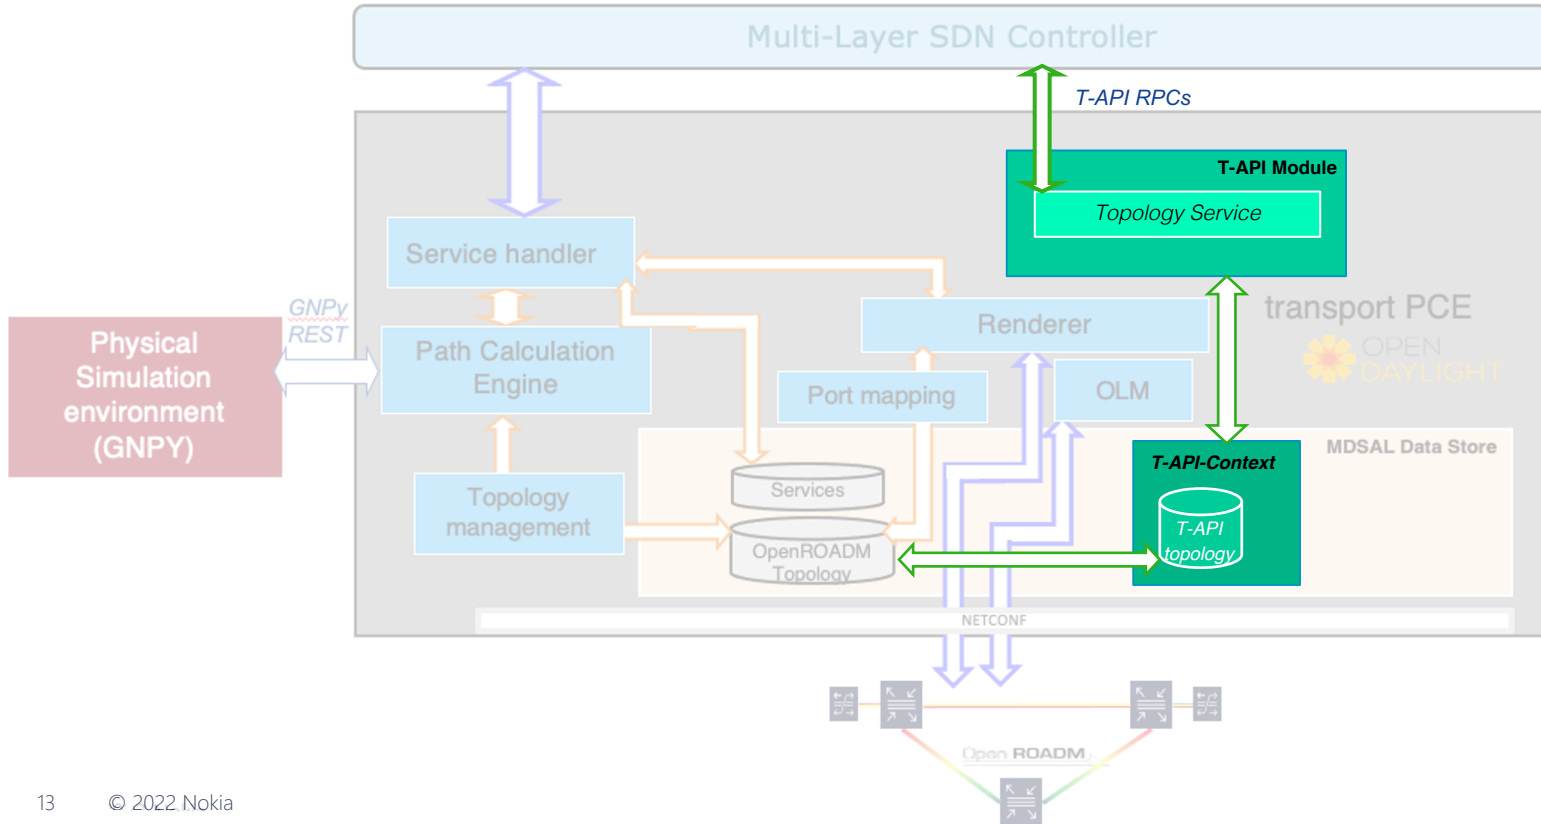 Multi-Layer SDN Controller
T-API RPCs
T-API Module
Topology Service
Service handler
GNPy
REST
Physical
Simulation
environment
(GNPY)
Path Calculation
Engine
Renderer
transport PCE
OPEN
DAYLIGHT
Port mapping
OLM
MDSAL Data Store
T-API-Context
Services
Topology
management
T-API
topology
OpenROADM
Topology
NETCONF
Open ROADM
13
© 2022 Nokia